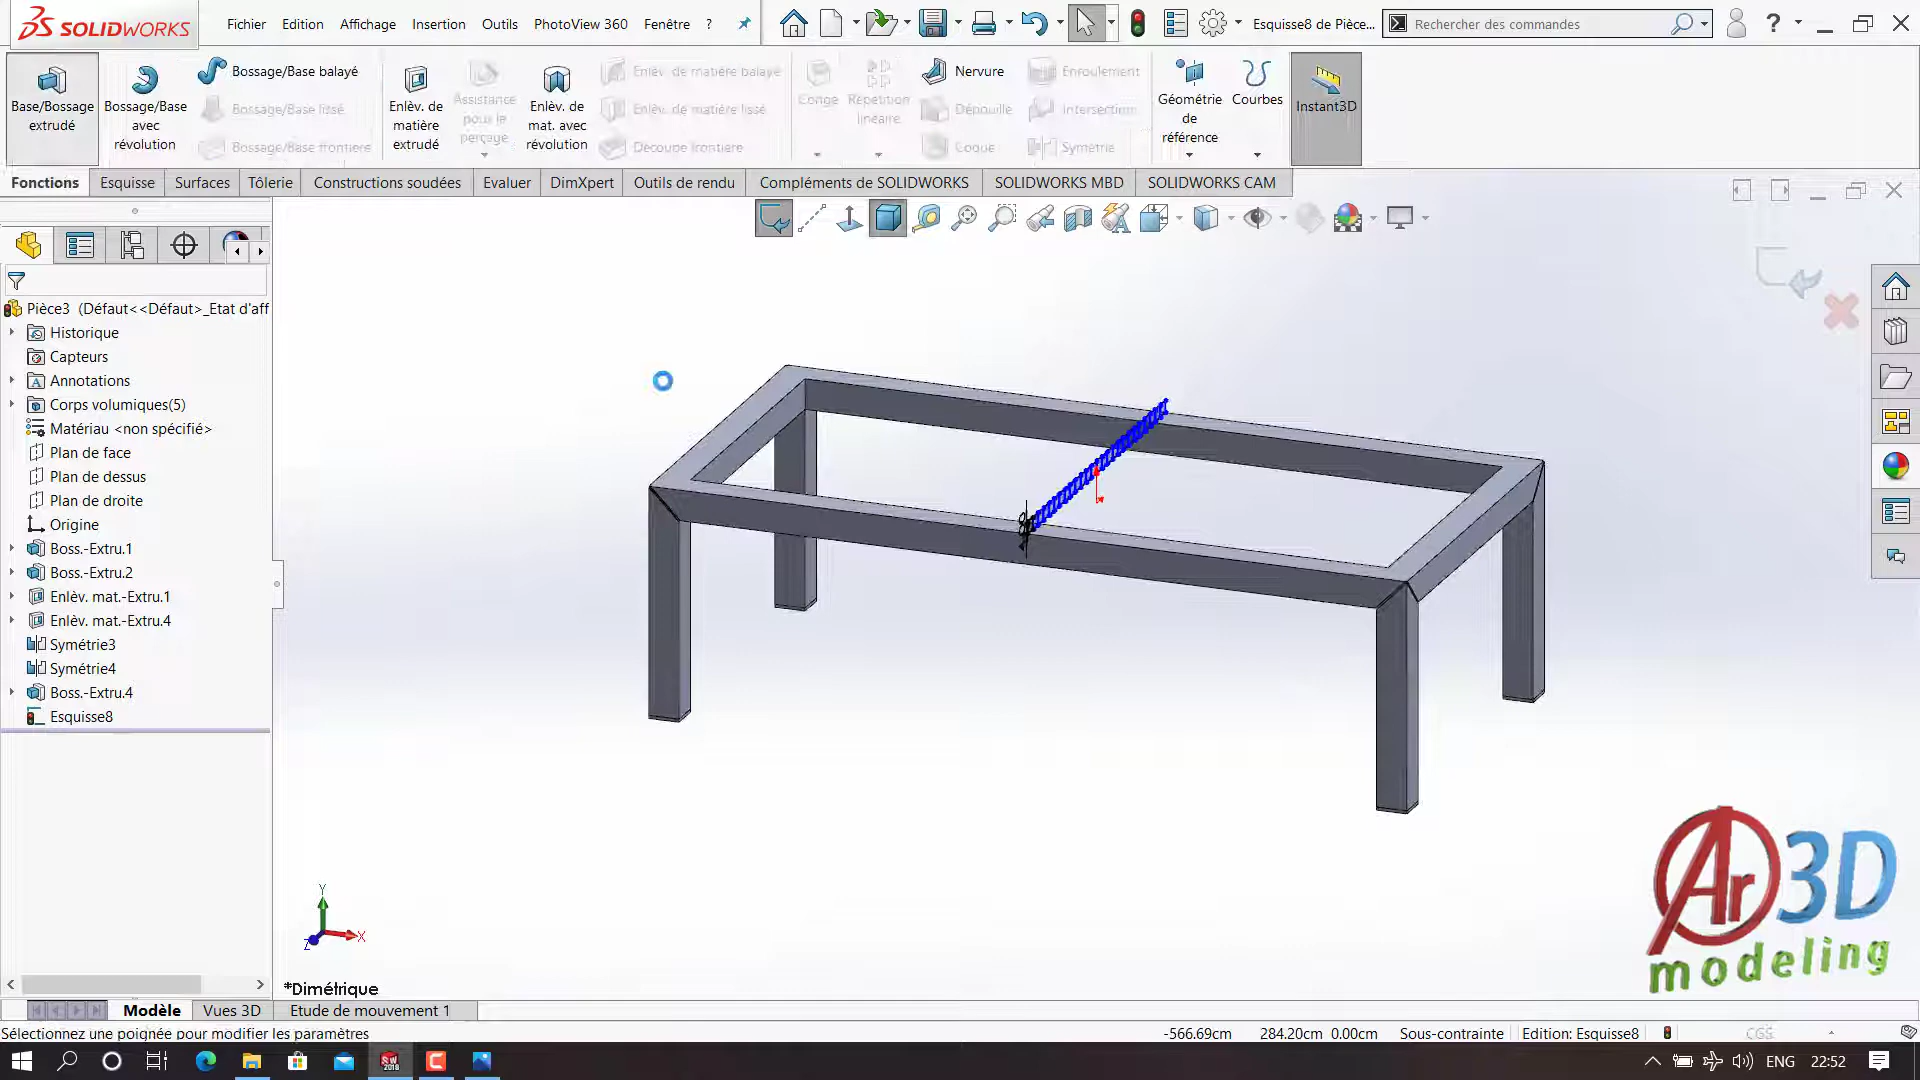 SOLIDWORKS
Fichier Edition Affichage Insertion Outils PhotoView 360 Fenêtre ?
Esquisse8 de Pièce...
Rechercher des commandes
?
Base/Bossage extrudé
Bossage/Base avec révolution
Bossage/Base balayé
Bossage/Base lissé
Bossage/Base frontière
Enlèv. de matière extrudé
Assistance pour le perçage
Enlèv. de mat. avec révolution
Enlèv. de matière balayé
Enlèv. de matière lissé
Découpe frontière
Congé
Répétition linéaire
Nervure
Dépouille
Coque
Enroulement
Intersection
Symétrie
Géométrie de référence
Courbes
Instant3D
Fonctions Esquisse Surfaces Tôlerie Constructions soudées Evaluer DimXpert Outils de rendu Compléments de SOLIDWORKS SOLIDWORKS MBD SOLIDWORKS CAM
Pièce3 (Défaut<<Défaut>_Etat d'aff
Historique
Capteurs
Annotations
Corps volumiques(5)
Matériau <non spécifié>
Plan de face
Plan de dessus
Plan de droite
Origine
Boss.-Extru.1
Boss.-Extru.2
Enlèv. mat.-Extru.1
Enlèv. mat.-Extru.4
Symétrie3
Symétrie4
Boss.-Extru.4
Esquisse8
Y
X
Z
*Dimétrique
Ar3D
modeling
Modèle Vues 3D Etude de mouvement 1
Sélectionnez une poignée pour modifier les paramètres
-566.69cm 284.20cm 0.00cm Sous-contrainte Edition: Esquisse8 CGS
SW
2018
ENG 22:52